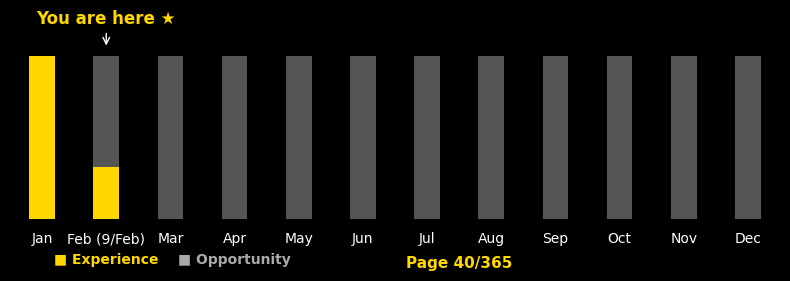 You are here ★
Jan Feb (9/Feb) Mar Apr May Jun Jul Aug Sep Oct Nov Dec
■ Experience ■ Opportunity Page 40/365